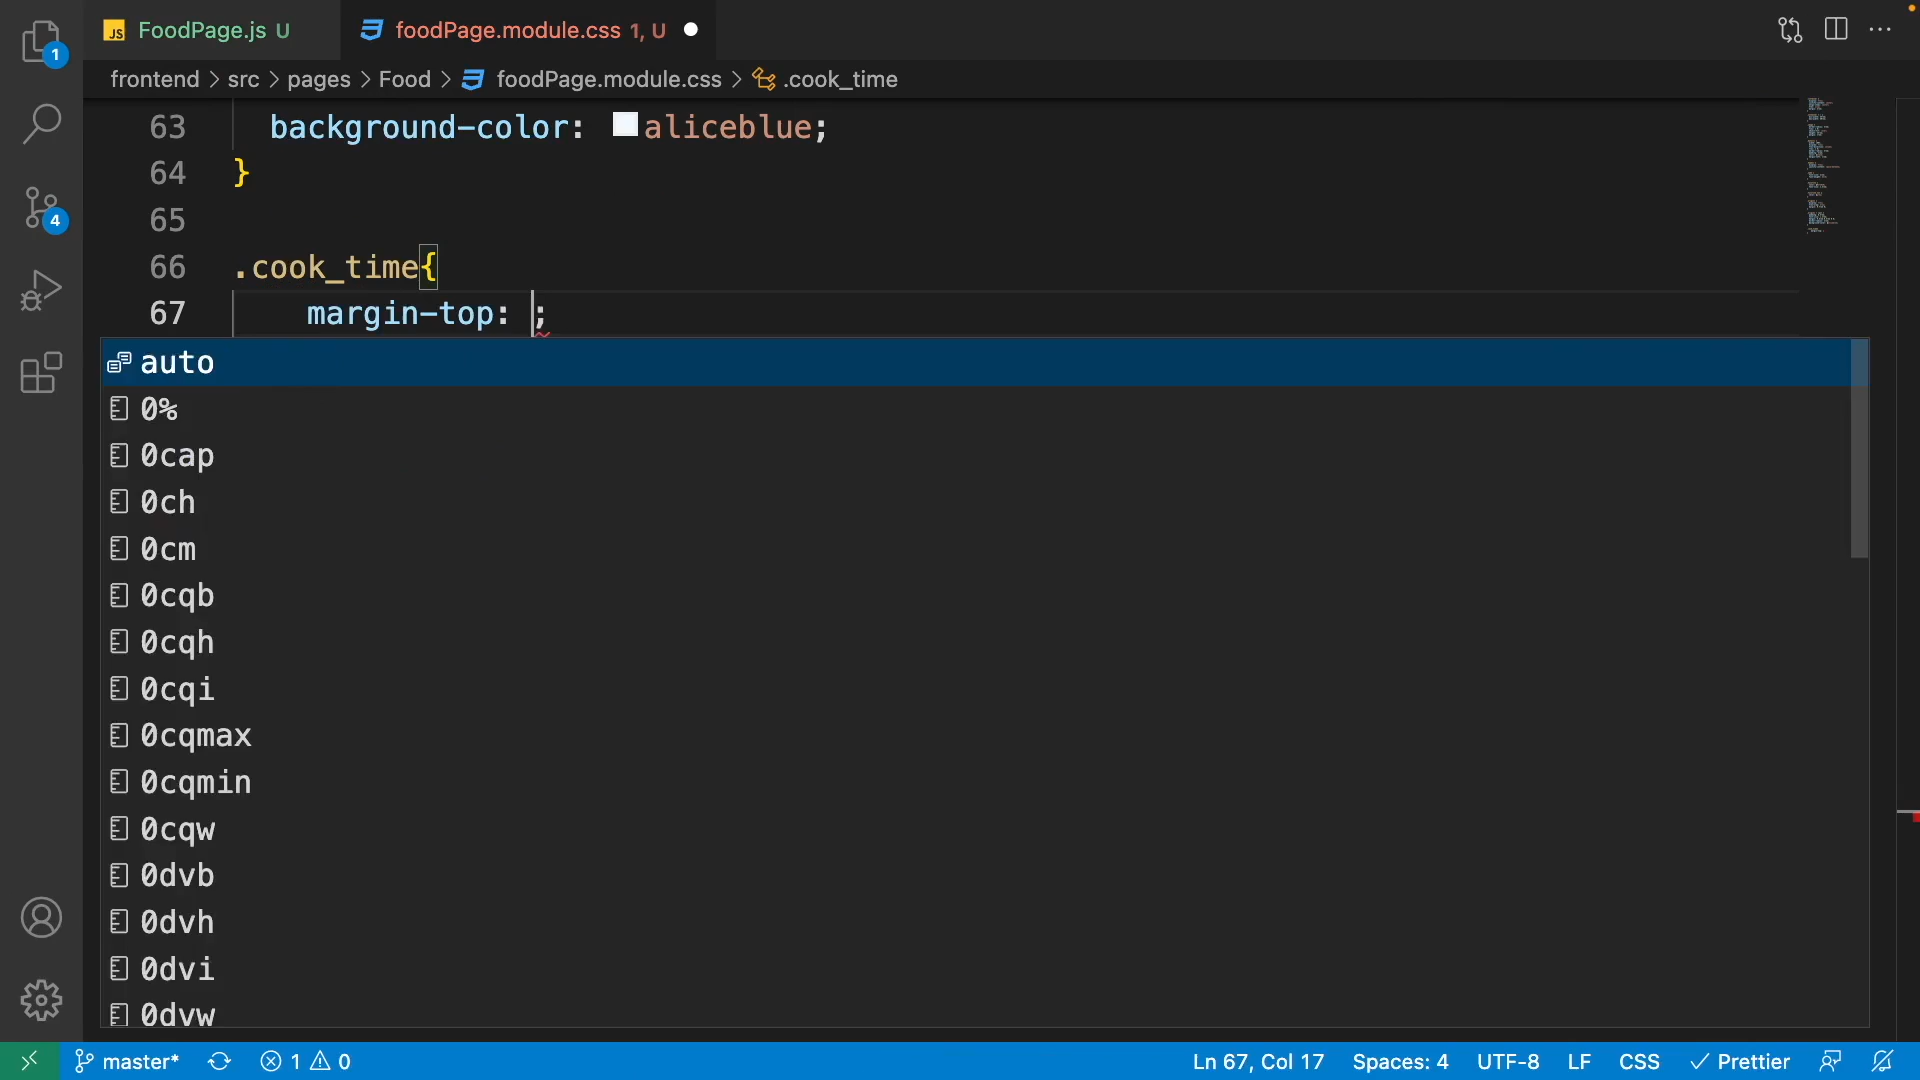 1
JS FoodPage.js U
foodPage.module.css 1, U
frontend > src > pages > Food > foodPage.module.css > .cook_time
63 background-color: aliceblue;
64 }
65
4
66 .cook_time{
67 margin-top: ;
auto
0%
0cap
0ch
0cm
0cqb
0cqh
0cqi
0cqmax
0cqmin
0cqw
0dvb
0dvh
0dvi
0dvw
master* 1 0 Ln 67, Col 17 Spaces: 4 UTF-8 LF CSS Prettier